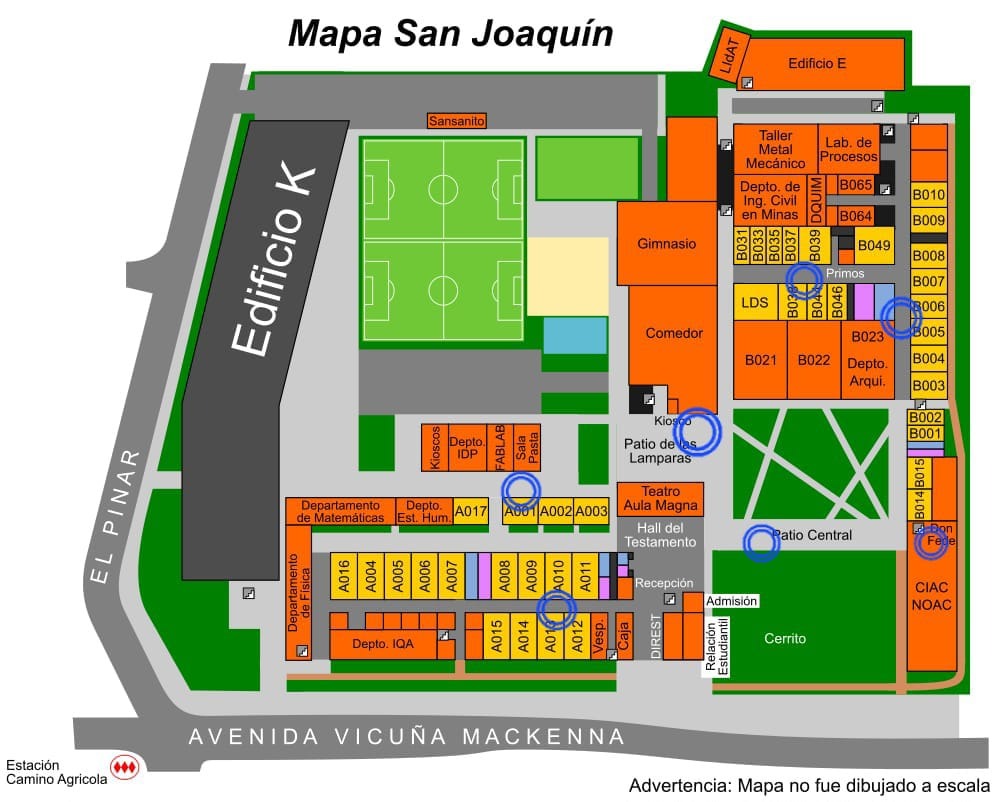 Mapa San Joaquín
LIdAT
Edificio E
Sansanito
Edificio K
Taller
Metal
Mecánico
Lab. de
Procesos
Depto. de
Ing. Civil
en Minas
DQUIM
B065
B064
B010
B009
B008
B007
B006
B005
B004
B003
Gimnasio
B031
B033
B035
B037
B039
B049
Primos
LDS
B044
B046
Comedor
B021
B022
B023
Depto.
Arqui.
Kiosco
Patio de las
Lamparas
B002
B001
B015
B014
Kioscos
Depto.
IDP
FABLAB
Sala
Pasta
Departamento
de Matemáticas
Depto.
Est. Hum.
A017
A001
A002
A003
Teatro
Aula Magna
Hall del
Testamento
Patio Central
Don
Fede
CIAC
NOAC
EL PINAR
Departamento
de Física
A016
A004
A005
A006
A007
A008
A009
A010
A011
Recepción
Admisión
Relación
Estudiantil
DIREST
Depto. IQA
A015
A014
A013
A012
Vesp.
Caja
Cerrito
AVENIDA VICUÑA MACKENNA
Estación
Camino Agricola
Advertencia: Mapa no fue dibujado a escala